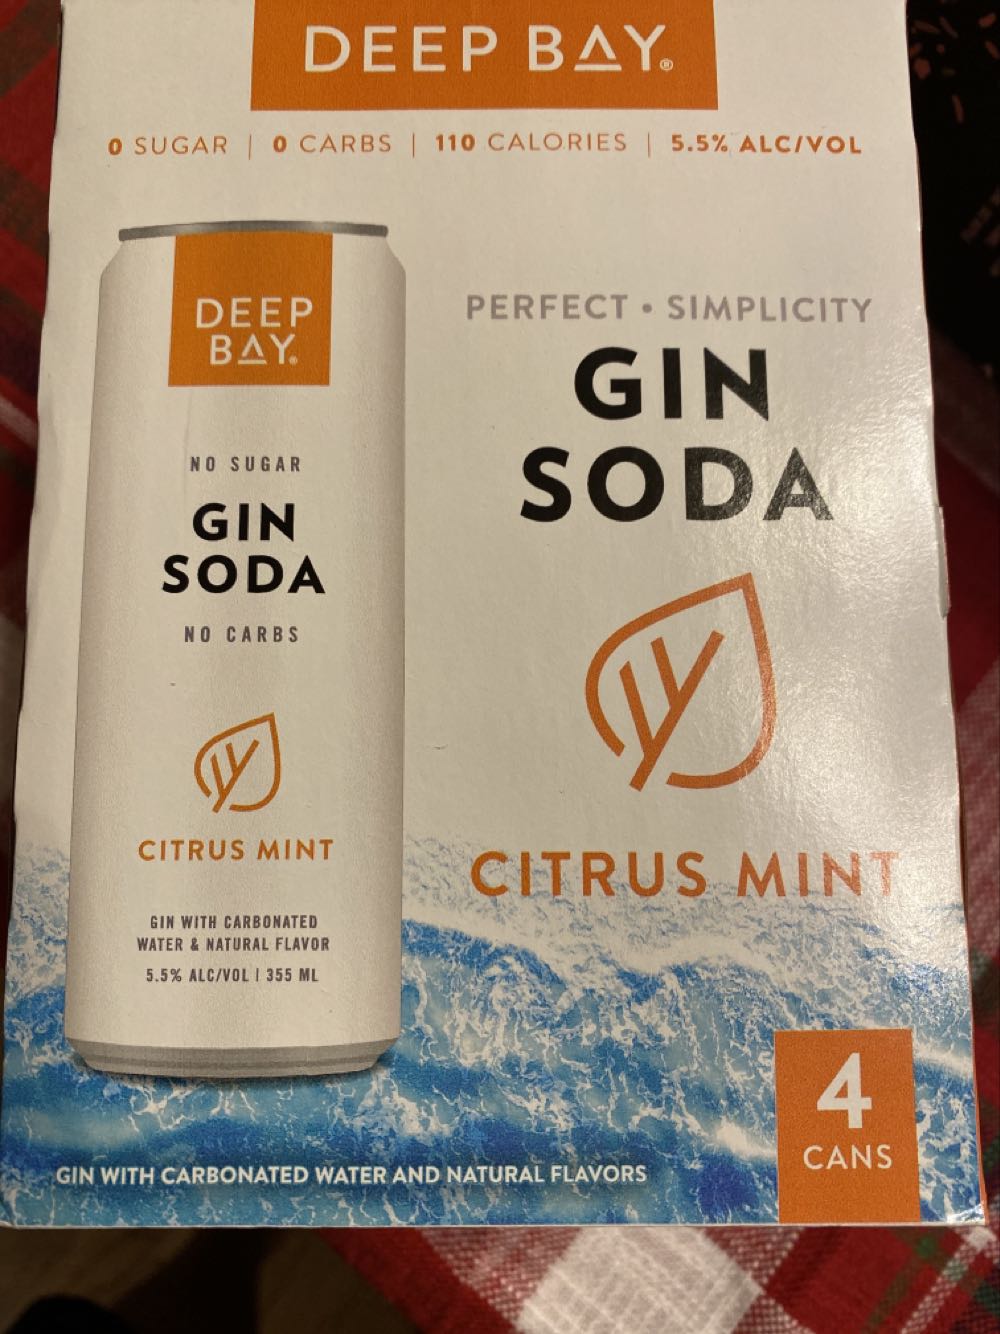 DEEP BAY®
0 SUGAR | 0 CARBS | 110 CALORIES | 5.5% ALC/VOL
DEEP
BAY®
NO SUGAR
GIN
SODA
NO CARBS
CITRUS MINT
GIN WITH CARBONATED
WATER & NATURAL FLAVOR
5.5% ALC/VOL | 355 ML
PERFECT • SIMPLICITY
GIN
SODA
CITRUS MINT
4
CANS
GIN WITH CARBONATED WATER AND NATURAL FLAVORS